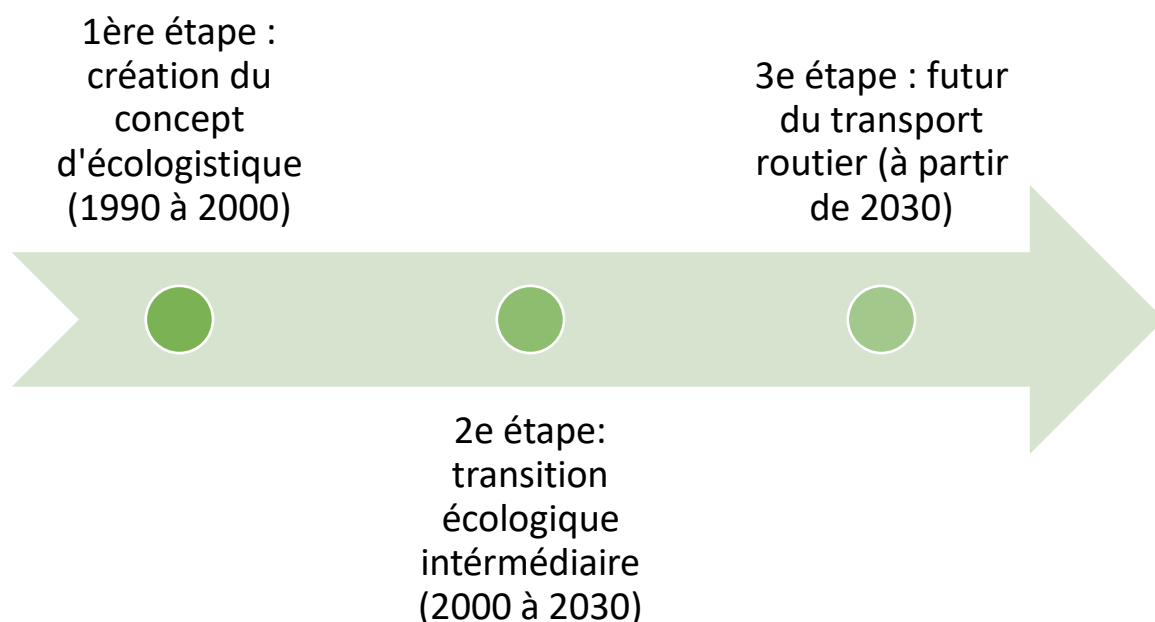 1ère étape :
création du
concept
d'écologistique
(1990 à 2000)
2e étape:
transition
écologique
intérmédiaire
(2000 à 2030)
3e étape : futur
du transport
routier (à partir
de 2030)